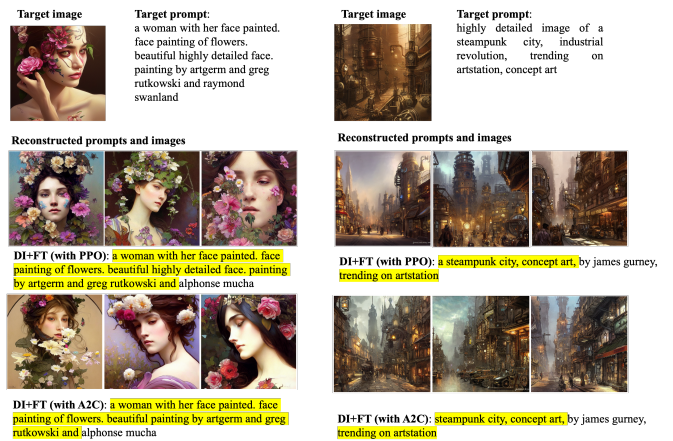 Target image
Target prompt:
a woman with her face painted.
face painting of flowers.
beautiful highly detailed face.
painting by artgerm and greg
rutkowski and raymond
swanland
Reconstructed prompts and images
DI+FT (with PPO): a woman with her face painted. face
painting of flowers. beautiful highly detailed face. painting
by artgerm and greg rutkowski and alphonse mucha
DI+FT (with A2C): a woman with her face painted. face
painting of flowers. beautiful painting by artgerm and greg
rutkowski and alphonse mucha
Target image
Target prompt:
highly detailed image of a
steampunk city, industrial
revolution, trending on
artstation, concept art
Reconstructed prompts and images
DI+FT (with PPO): a steampunk city, concept art, by james gurney,
trending on artstation
DI+FT (with A2C): steampunk city, concept art, by james gurney,
trending on artstation